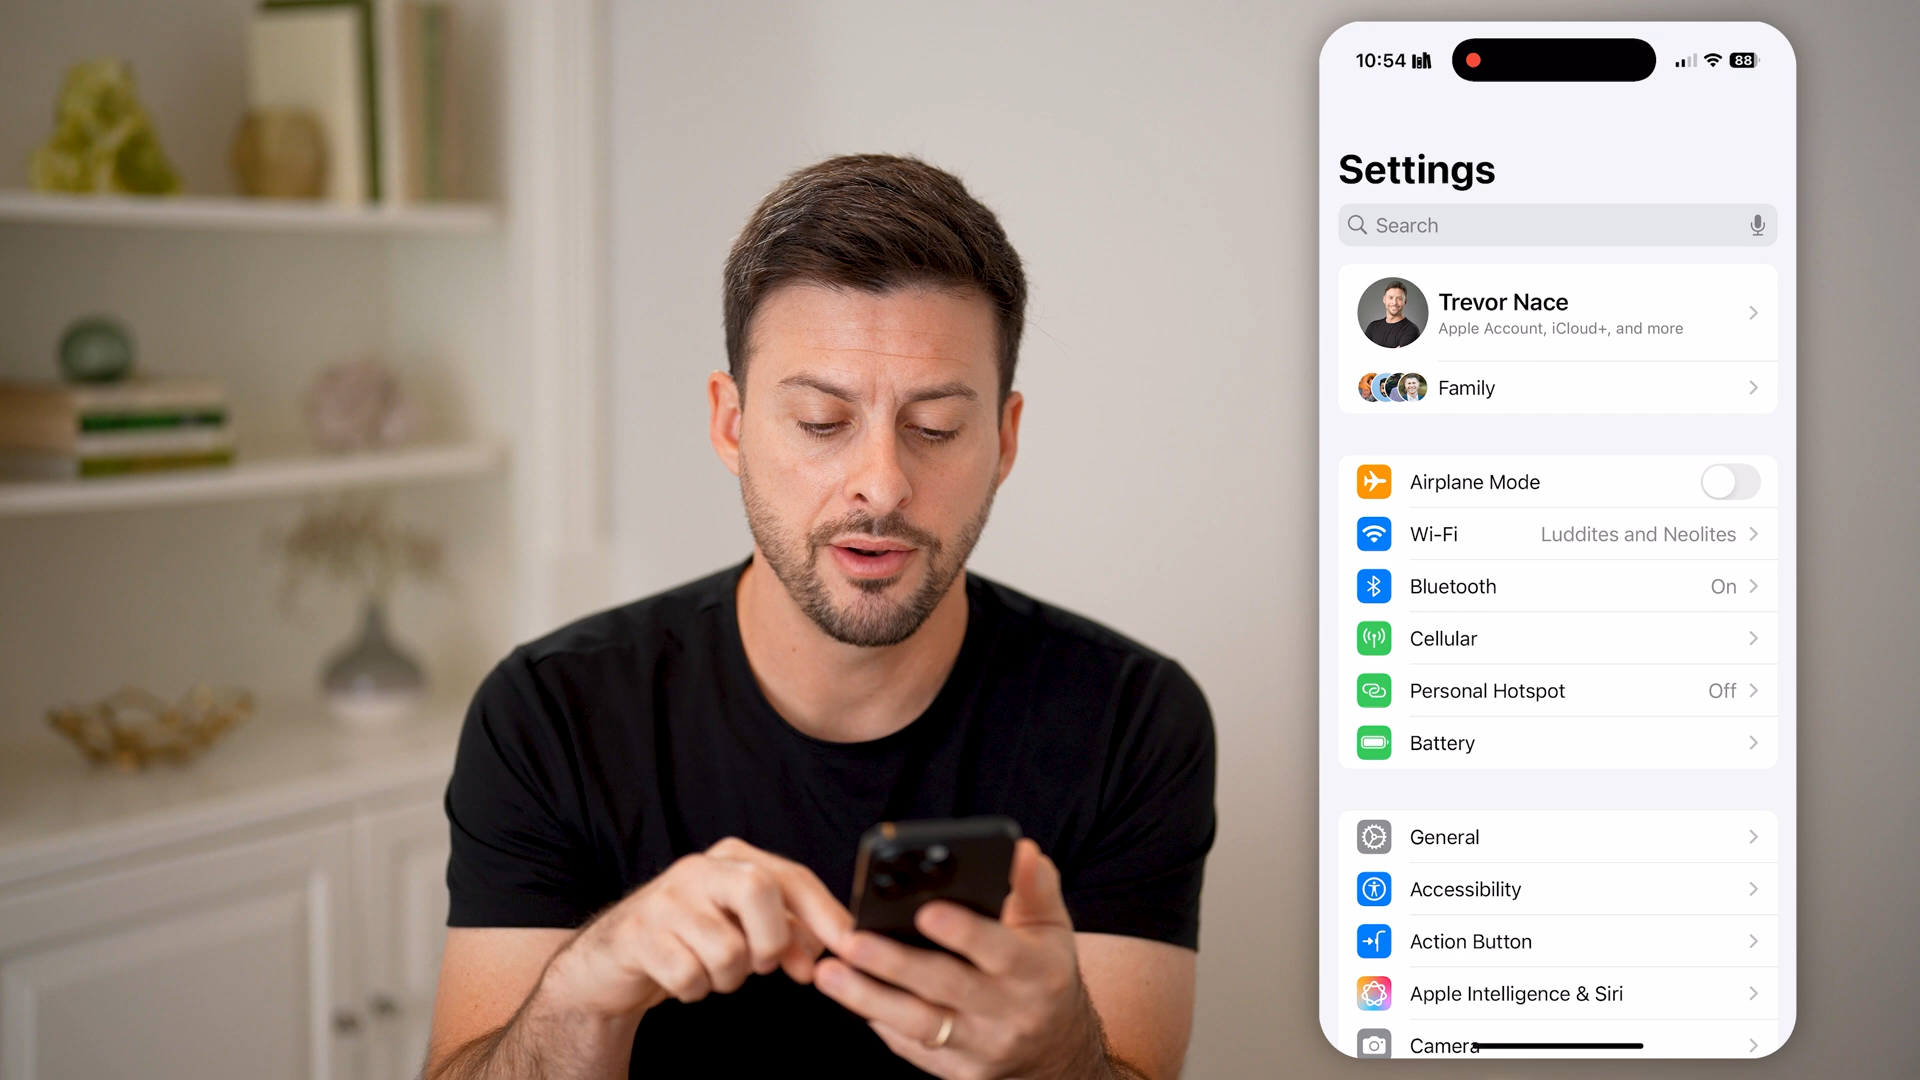 10:54
88
Settings
Search
Trevor Nace
Apple Account, iCloud+, and more
Family
Airplane Mode
Wi-Fi Luddites and Neolites
Bluetooth On
Cellular
Personal Hotspot Off
Battery
General
Accessibility
Action Button
Apple Intelligence & Siri
Camera